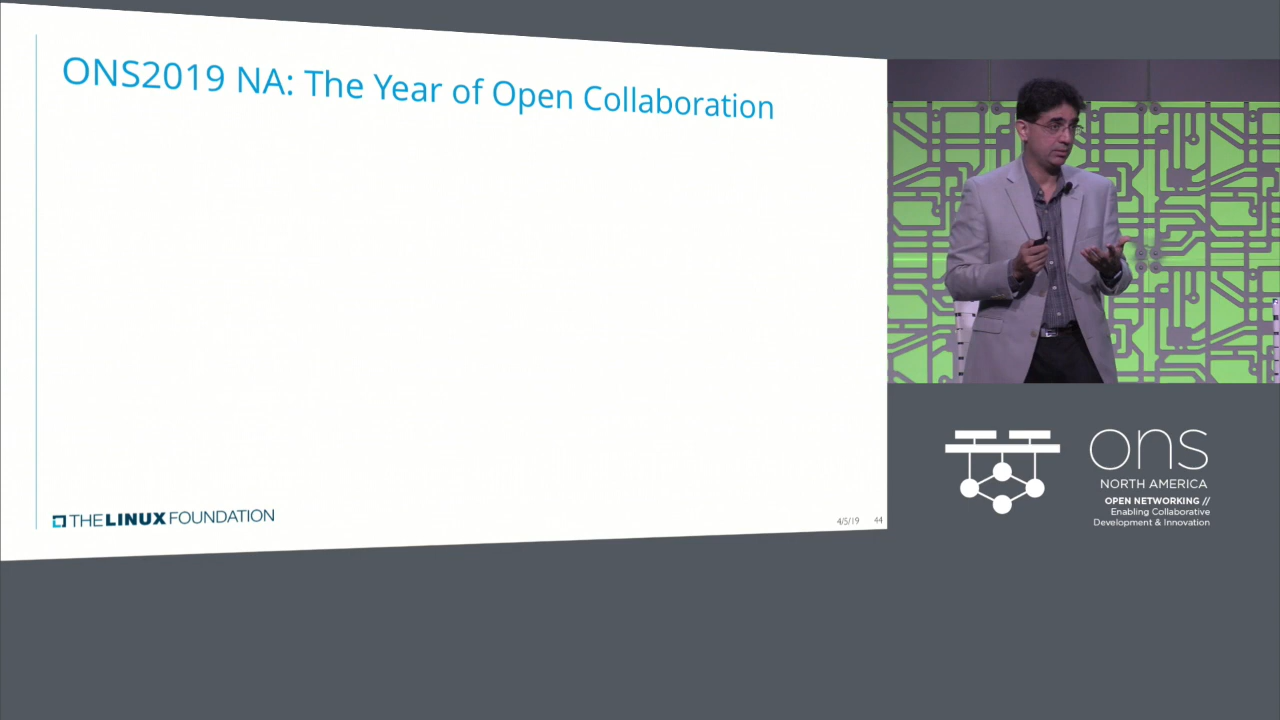 ONS2019 NA: The Year of Open Collaboration
THE LINUX FOUNDATION
4/5/19 44
ons
NORTH AMERICA
OPEN NETWORKING //
Enabling Collaborative
Development & Innovation